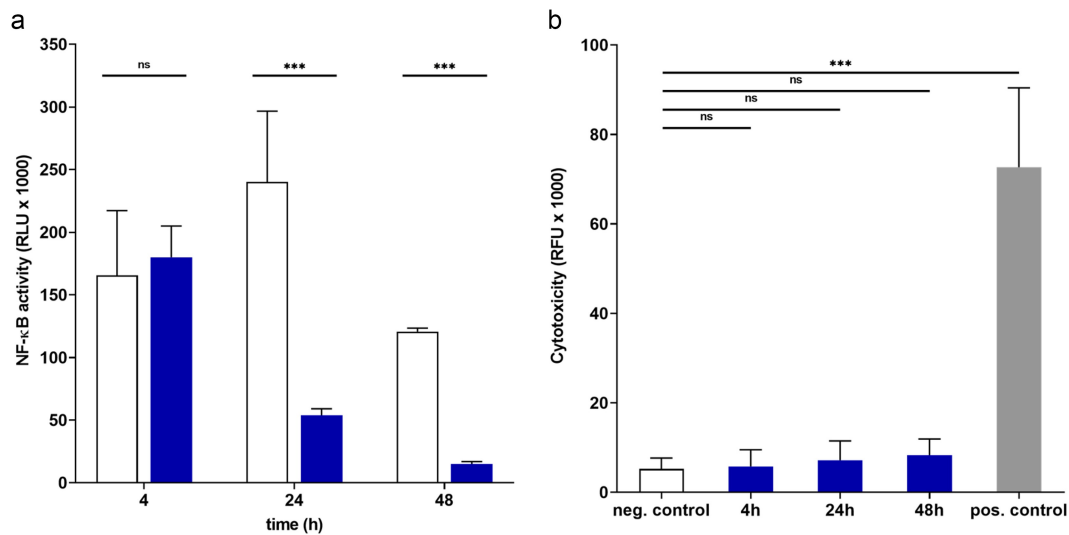 a
NF-κB activity (RLU x 1000)
350
300
250
200
150
100
50
0
ns
***
***
4
24
48
time (h)
b
Cytotoxicity (RFU x 1000)
100
80
60
40
20
0
***
ns
ns
ns
neg. control
4h
24h
48h
pos. control